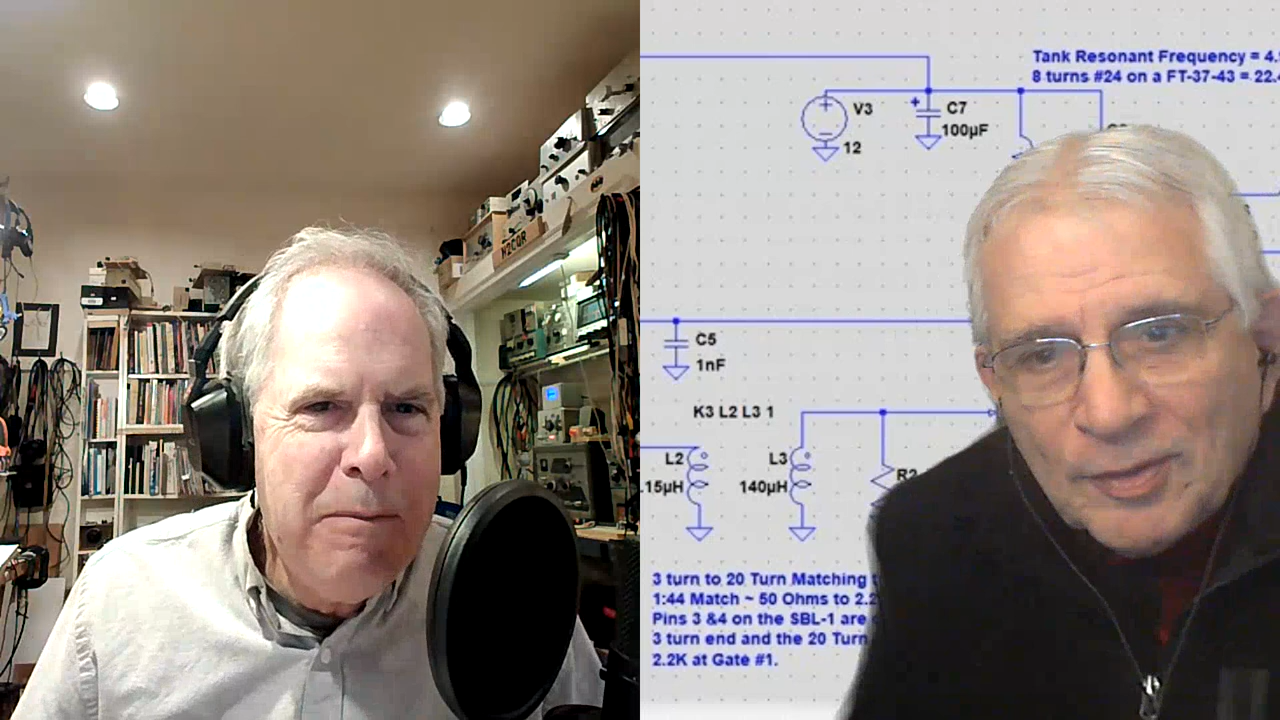 N2CQR
Tank Resonant Frequency = 4.
8 turns #24 on a FT-37-43 = 22.
V3
C7
100µF
12
C5
1nF
K3 L2 L3 1
L2
L3
.15µH
140µH
3 turn to 20 Turn Matching
1:44 Match ~ 50 Ohms to 2.2
Pins 3 &4 on the SBL-1 are
3 turn end and the 20 Turn
2.2K at Gate #1.